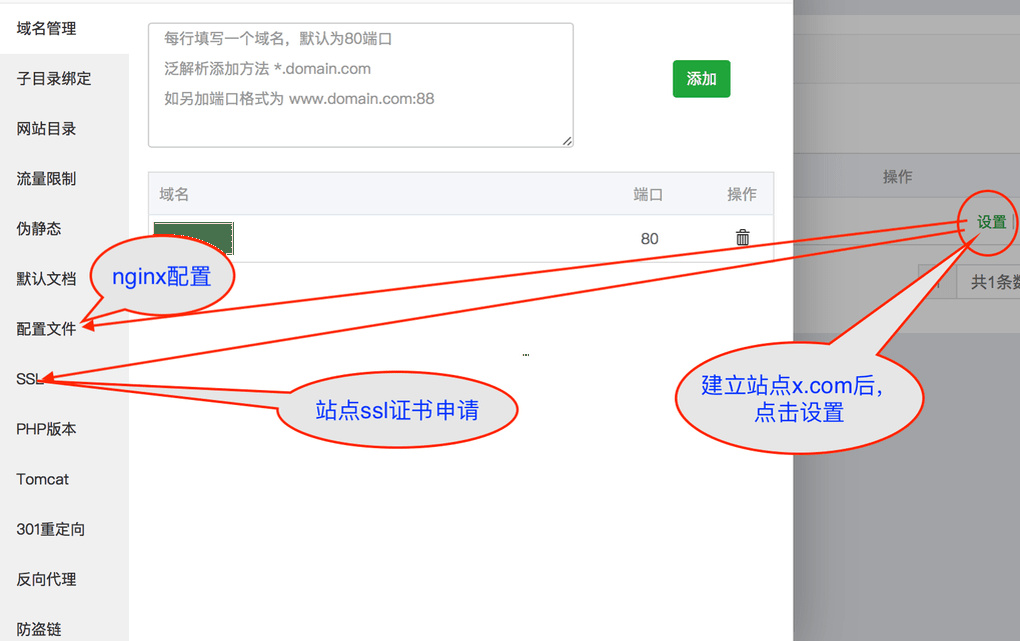 域名管理
子目录绑定
网站目录
流量限制
伪静态
默认文档
配置文件
SSL
PHP版本
Tomcat
301重定向
反向代理
防盗链
每行填写一个域名，默认为80端口
泛解析添加方法 *.domain.com
如另加端口格式为 www.domain.com:88
添加
域名 端口 操作
80
nginx配置
站点ssl证书申请
操作
设置
共1条数
建立站点x.com后,
点击设置